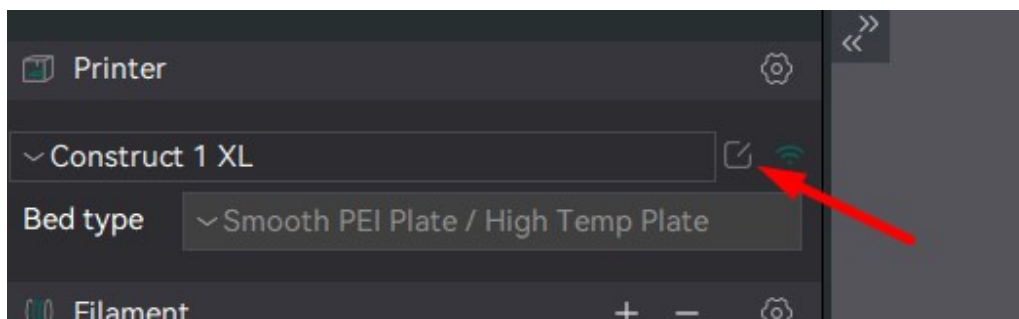 Printer
Construct 1 XL
Bed type Smooth PEI Plate / High Temp Plate
Filament